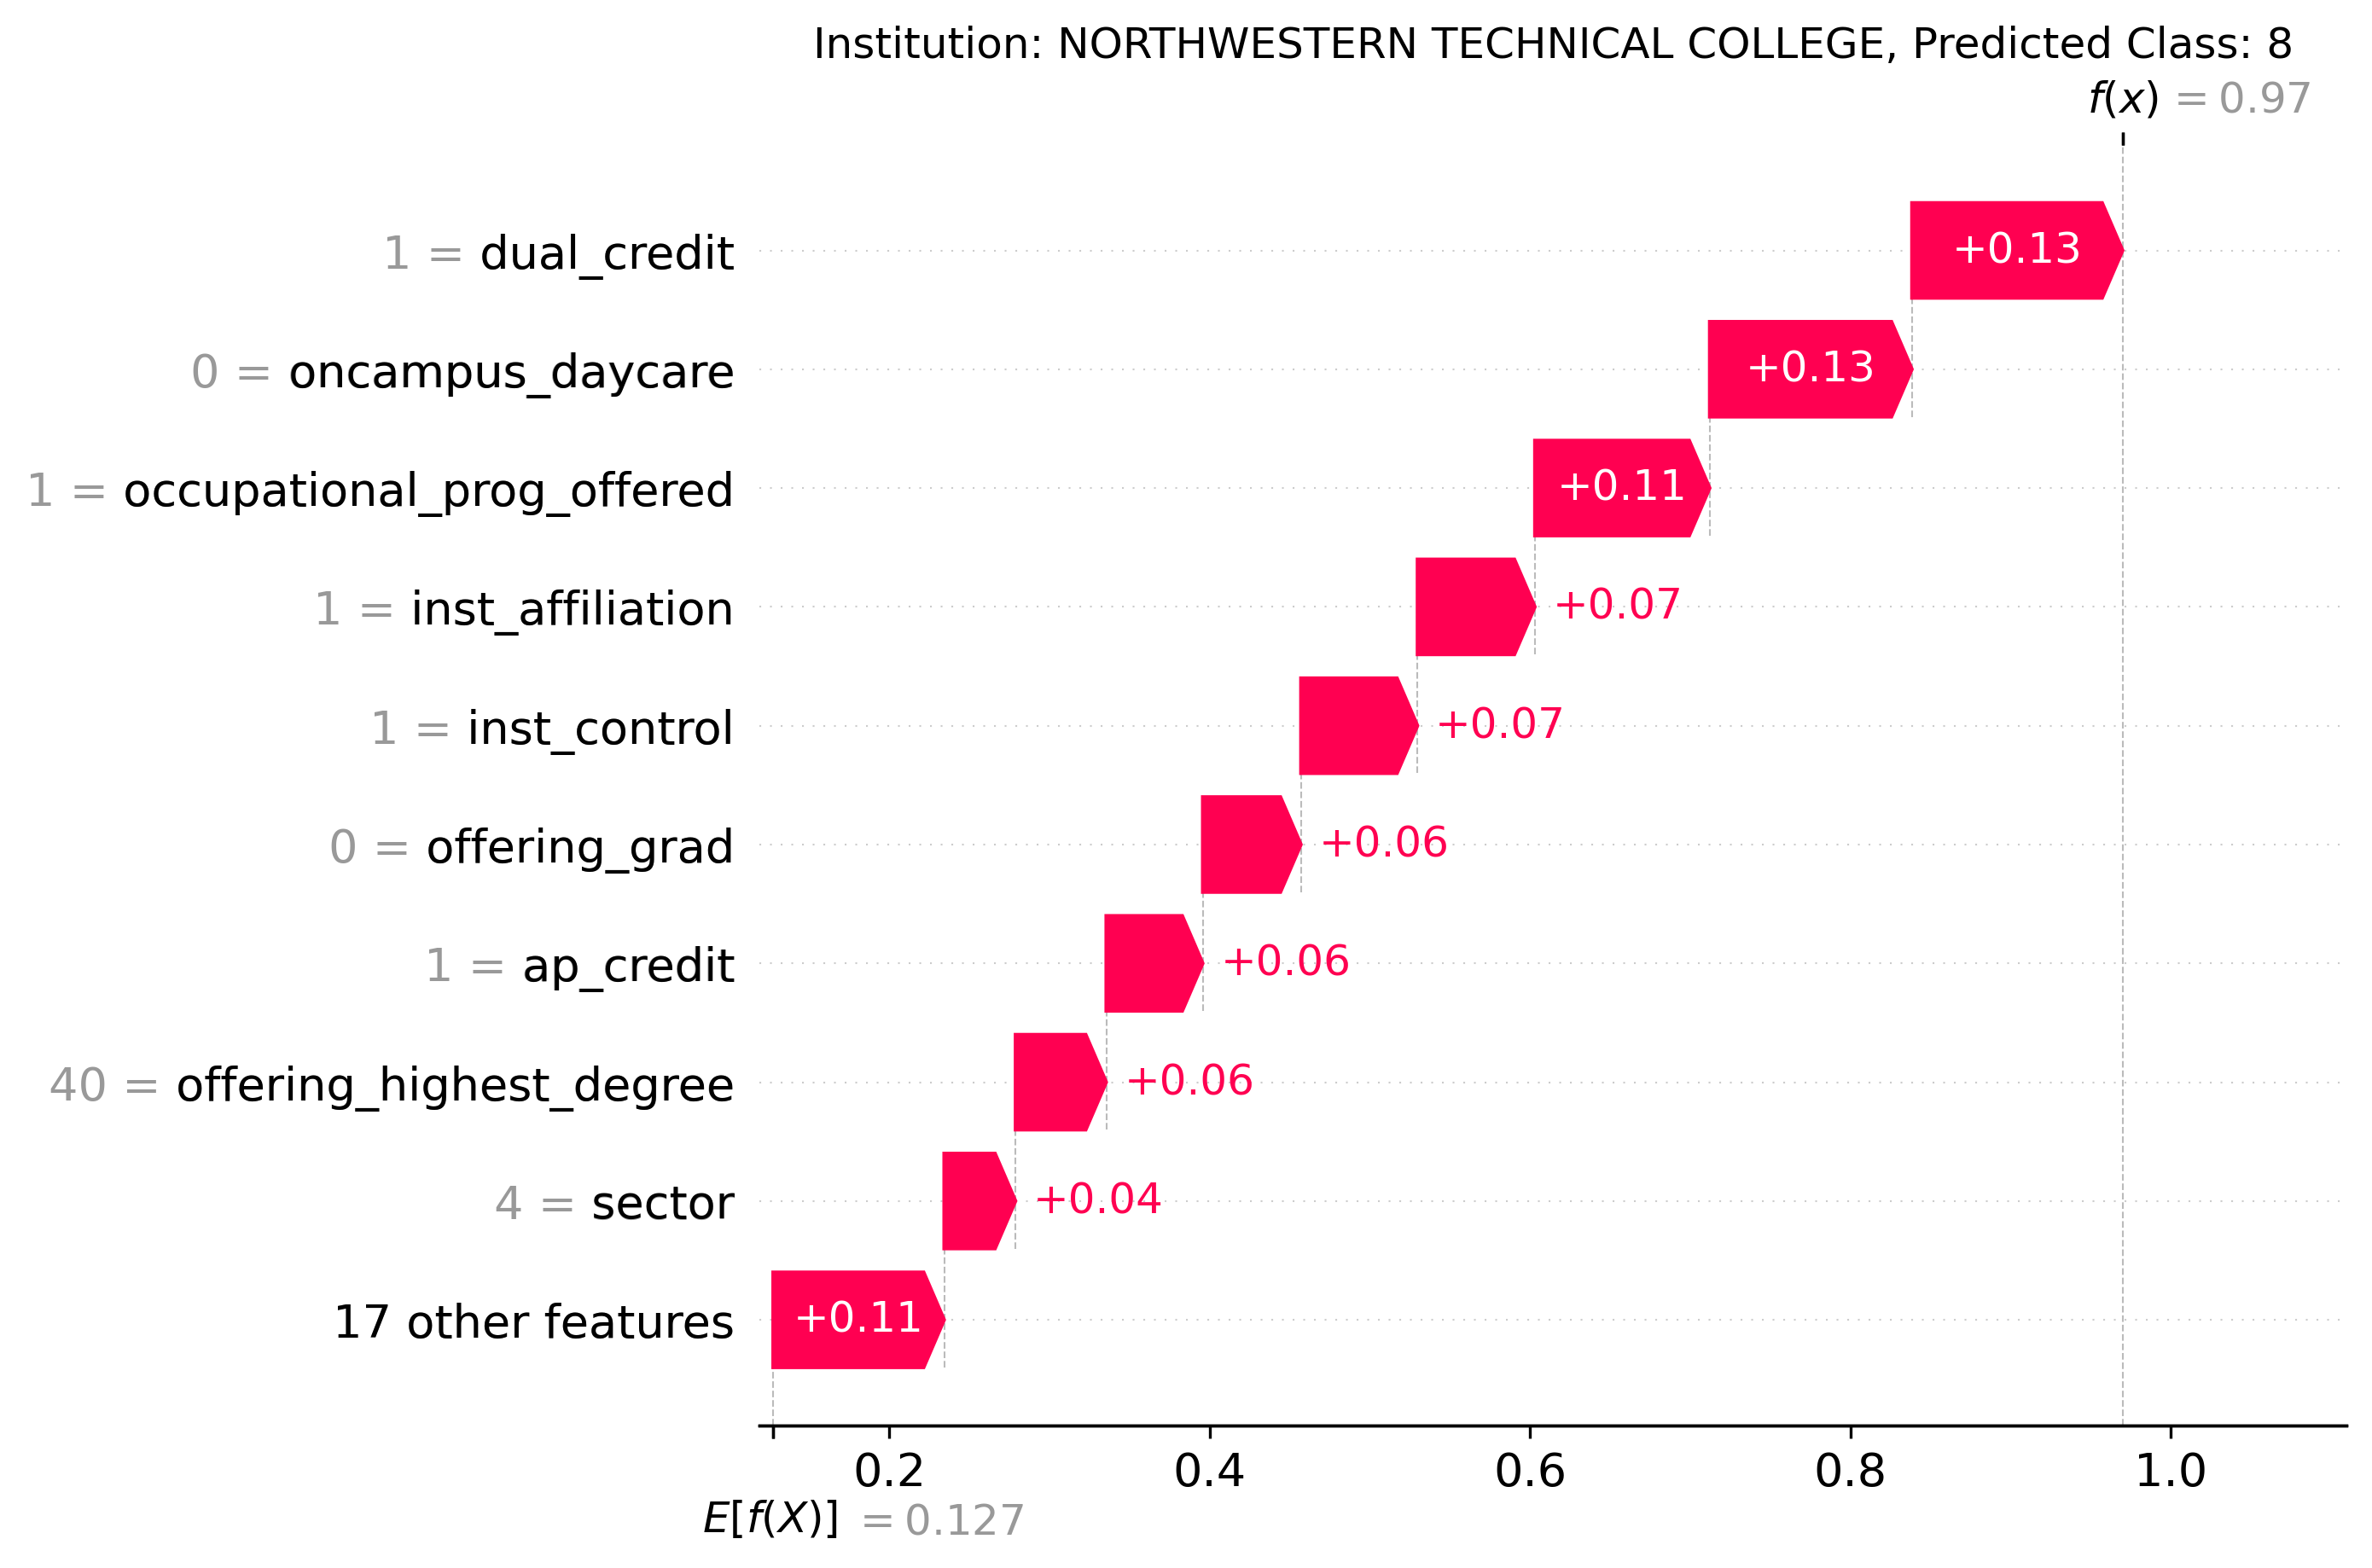 Institution: NORTHWESTERN TECHNICAL COLLEGE, Predicted Class: 8
f(x) = 0.97
1 = dual_credit +0.13
0 = oncampus_daycare +0.13
1 = occupational_prog_offered +0.11
1 = inst_affiliation +0.07
1 = inst_control +0.07
0 = offering_grad +0.06
1 = ap_credit +0.06
40 = offering_highest_degree +0.06
4 = sector +0.04
17 other features +0.11
0.2 0.4 0.6 0.8 1.0
E[f(X)] = 0.127